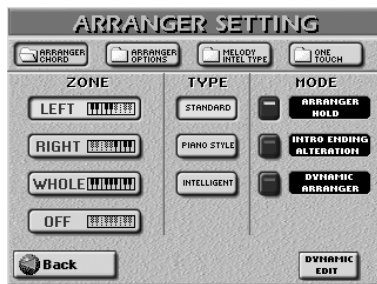 ARRANGER SETTING
ARRANGER
CHORD
ARRANGER
OPTIONS
MELODY
INTEL TYPE
ONE
TOUCH
ZONE
TYPE
MODE
LEFT
STANDARD
ARRANGER
HOLD
RIGHT
PIANO STYLE
INTRO ENDING
ALTERATION
WHOLE
INTELLIGENT
DYNAMIC
ARRANGER
OFF
Back
DYNAMIC
EDIT